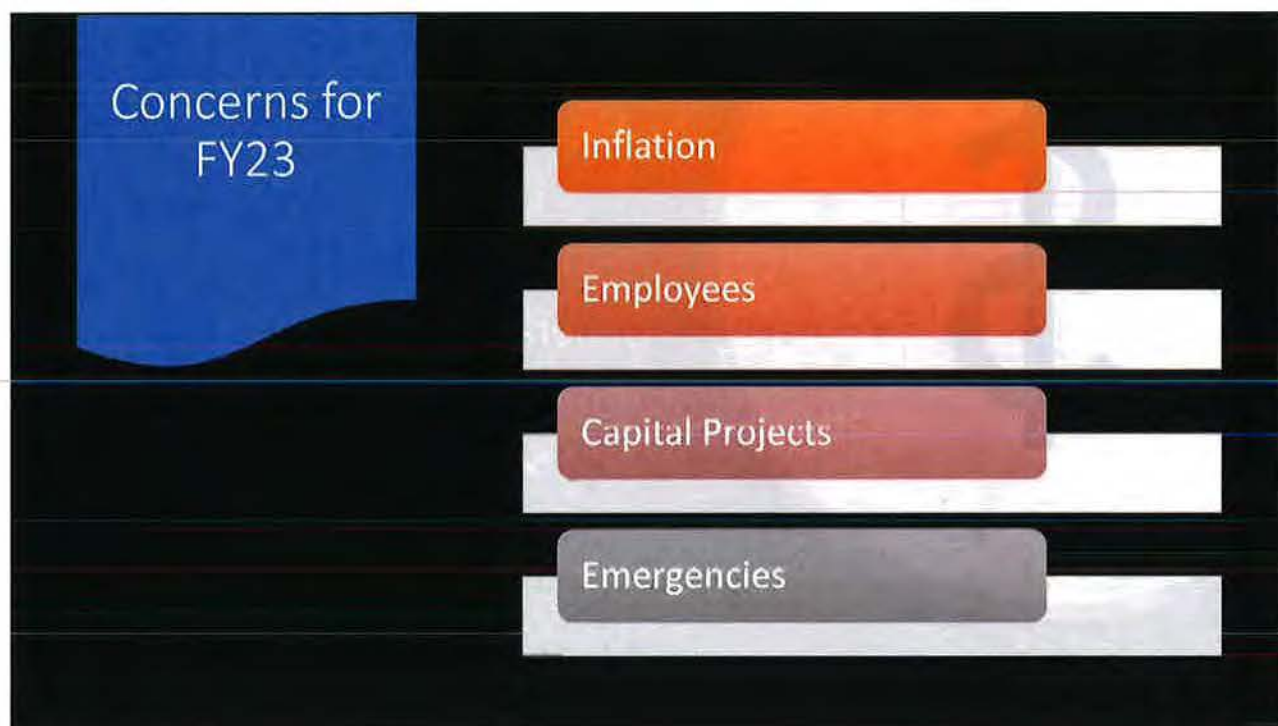 Concerns for
FY23
Inflation
Employees
Capital Projects
Emergencies